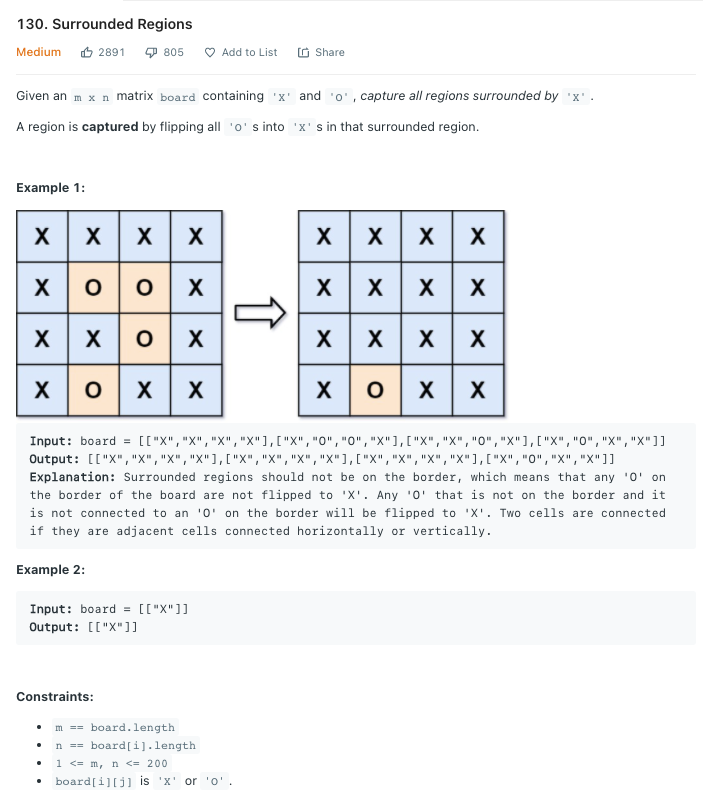 130. Surrounded Regions
Medium 2891 805 Add to List Share
Given an m x n matrix board containing 'X' and 'O', capture all regions surrounded by 'X'.
A region is captured by flipping all 'O's into 'X's in that surrounded region.
Example 1:
X X X X X X X X
X O O X X X X X
X X O X X X X X
X O X X X O X X
Input: board = [["X","X","X","X"],["X","O","O","X"],["X","X","O","X"],["X","O","X","X"]]
Output: [["X","X","X","X"],["X","X","X","X"],["X","X","X","X"],["X","O","X","X"]]
Explanation: Surrounded regions should not be on the border, which means that any 'O' on
the border of the board are not flipped to 'X'. Any 'O' that is not on the border and it
is not connected to an 'O' on the border will be flipped to 'X'. Two cells are connected
if they are adjacent cells connected horizontally or vertically.
Example 2:
Input: board = [["X"]]
Output: [["X"]]
Constraints:
• m == board.length
• n == board[i].length
• 1 <= m, n <= 200
• board[i][j] is 'X' or 'O'.